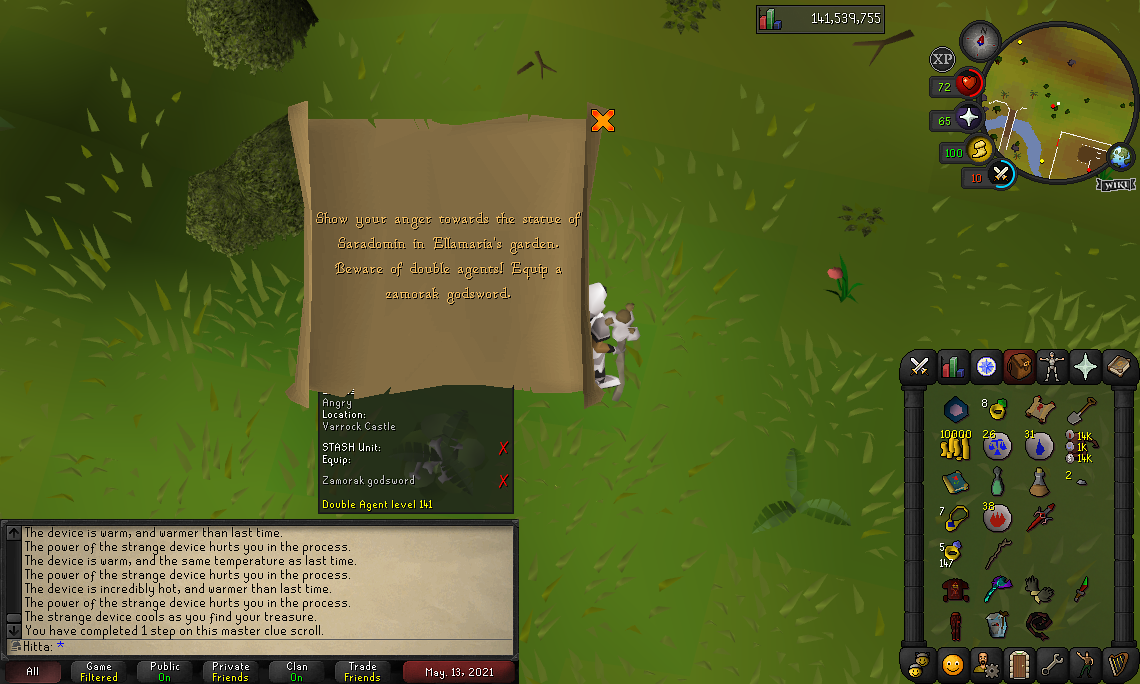 141,539,755
N
XP
72
65
100
10
WIKI
Show your anger towards the statue of
Saradomin in Ellamaria's garden.
Beware of double agents! Equip a
zamorak godsword.
Angry
Location:
Varrock Castle
STASH Unit: X
Equip:
Zamorak godsword X
Double Agent level 141
8
10000 26 31 14K
1K
14K
2
7 38
5
147
The device is warm, and warmer than last time.
The power of the strange device hurts you in the process.
The device is warm, and the same temperature as last time.
The power of the strange device hurts you in the process.
The device is incredibly hot, and warmer than last time.
The power of the strange device hurts you in the process.
The strange device cools as you find your treasure.
You have completed 1 step on this master clue scroll.
Hitta: *
All Game Public Private Clan Trade May. 13, 2021
Filtered On Friends On Friends